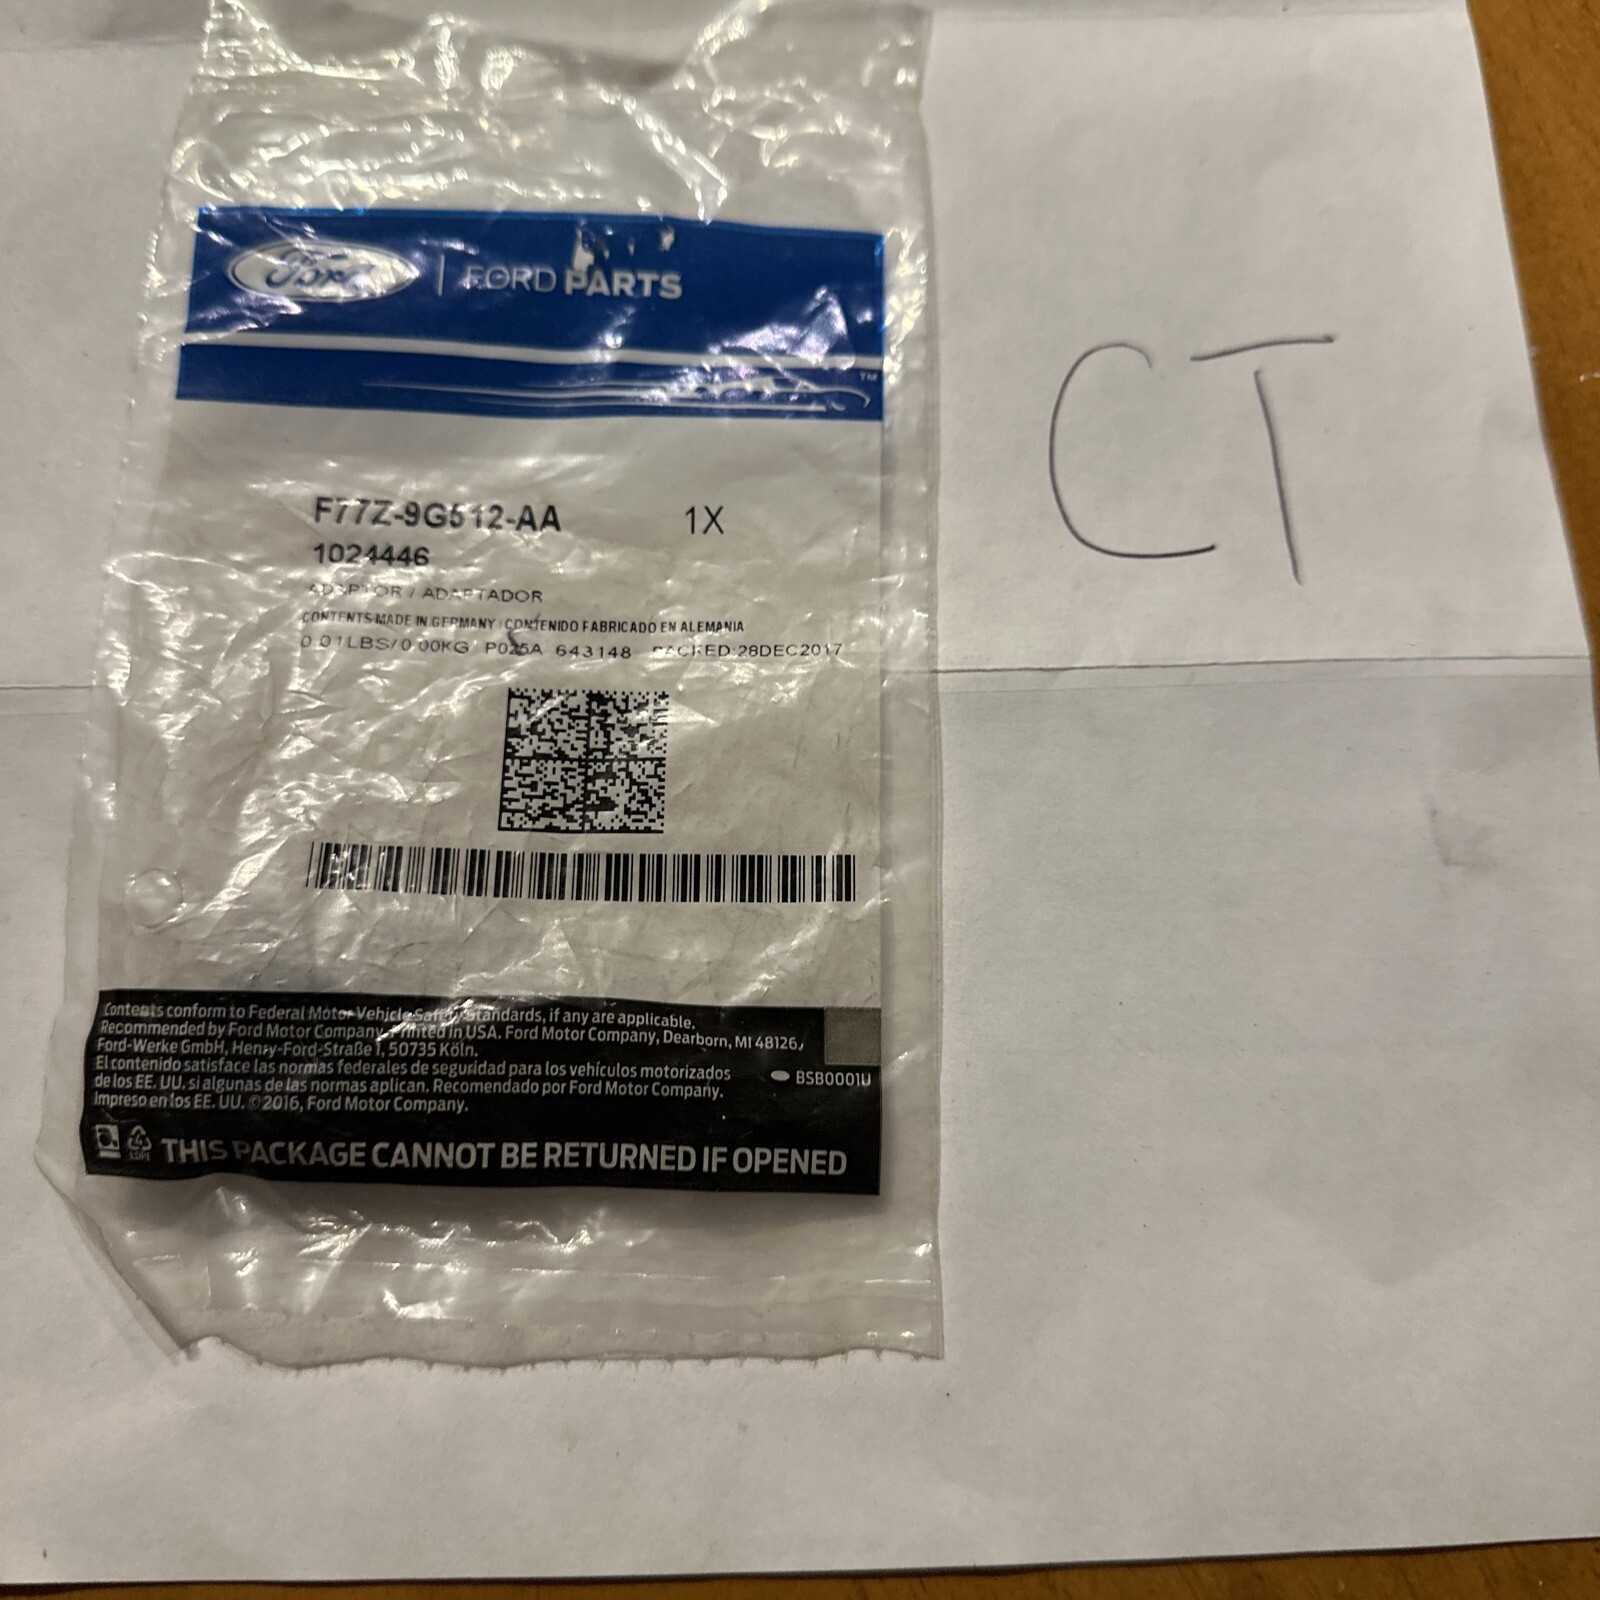 Ford | FORD PARTS
™
CT
F77Z-9G512-AA 1X
1024446
ADAPTOR / ADAPTADOR
CONTENTS MADE IN GERMANY / CONTENIDO FABRICADO EN ALEMANIA
0.01LBS/0.00KG P025A 643148 PACKED:28DEC2017
Contents conform to Federal Motor Vehicle Safety Standards, if any are applicable.
Recommended by Ford Motor Company. Printed in USA. Ford Motor Company, Dearborn, MI 48126,
Ford-Werke GmbH, Henry-Ford-Straße 1, 50735 Köln.
El contenido satisface las normas federales de seguridad para los vehículos motorizados
de los EE. UU. si algunas de las normas aplican. Recomendado por Ford Motor Company.
Impreso en los EE. UU. ©2016, Ford Motor Company.
BSB0001U
4
LDPE
THIS PACKAGE CANNOT BE RETURNED IF OPENED